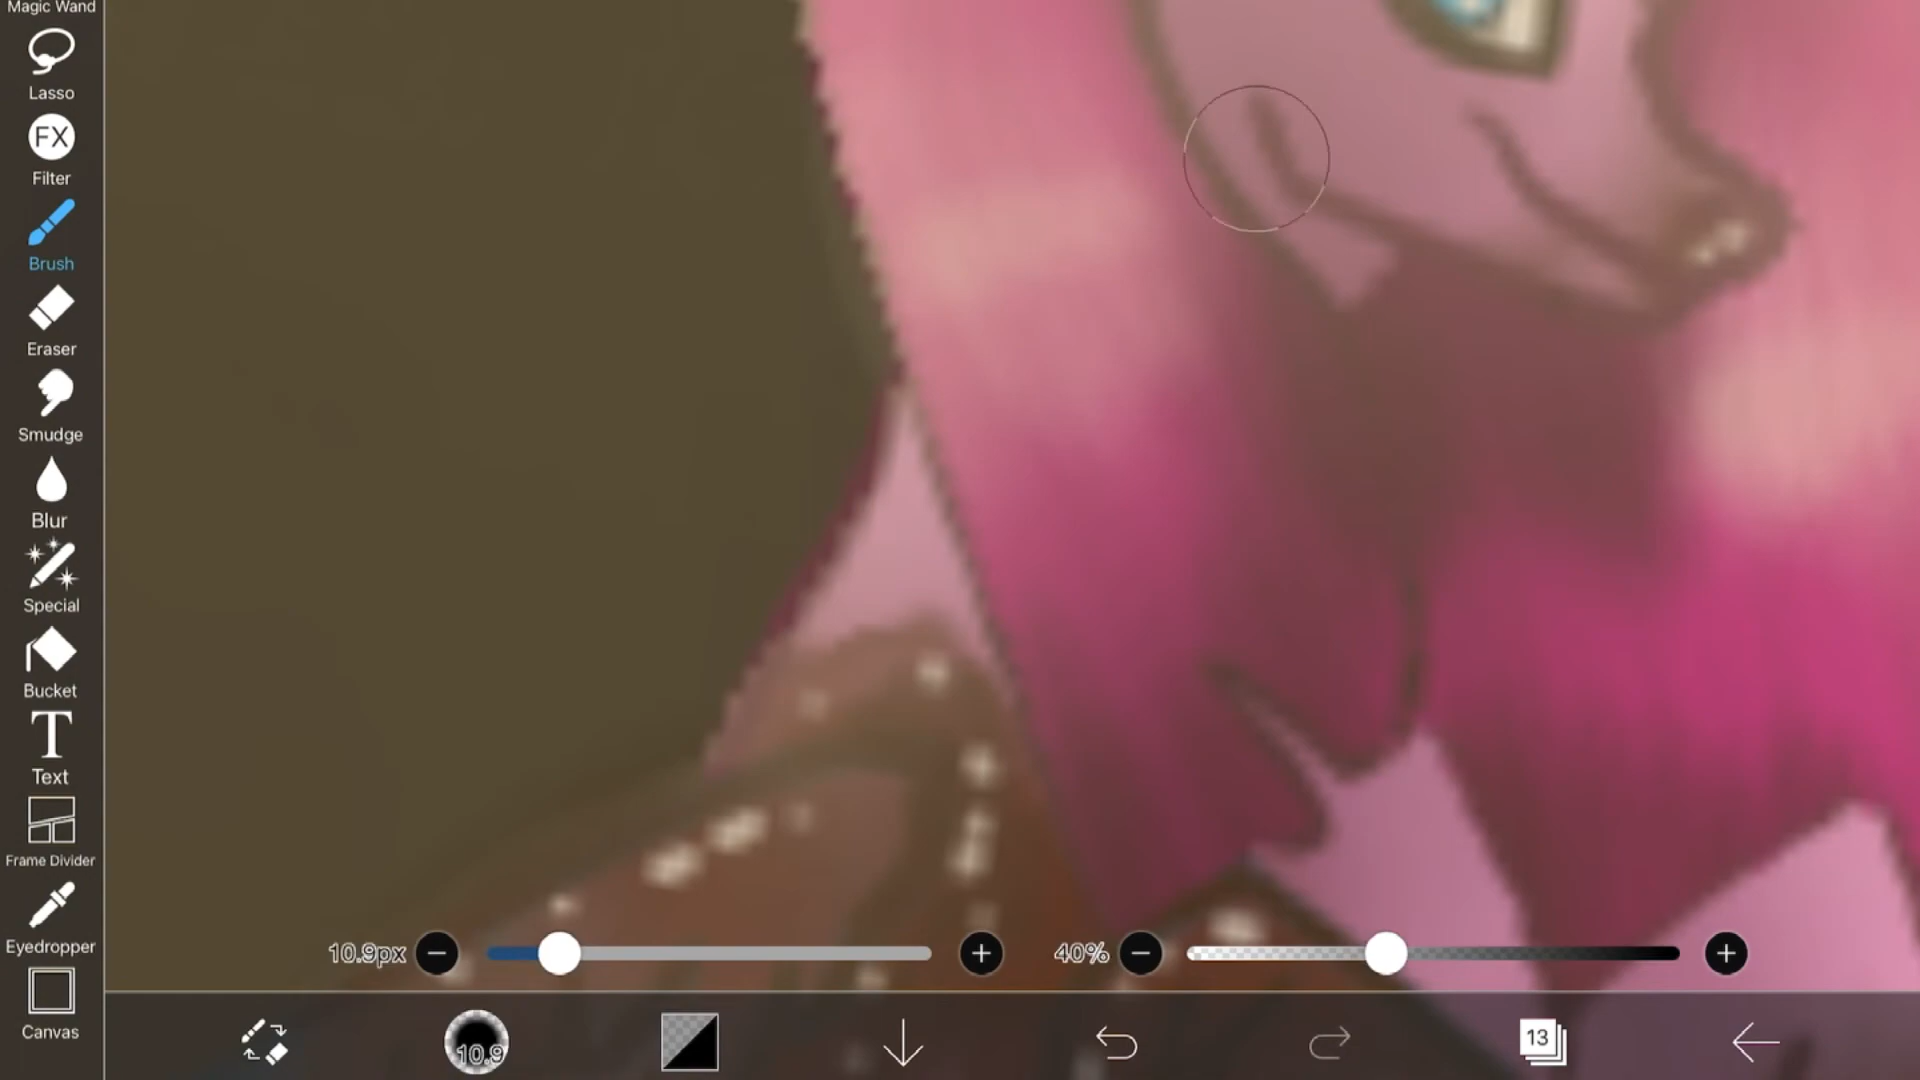 Magic Wand
Lasso
FX
Filter
Brush
Eraser
Smudge
Blur
Special
Bucket
T
Text
Frame Divider
Eyedropper
Canvas
10.9px
40%
10.9
13